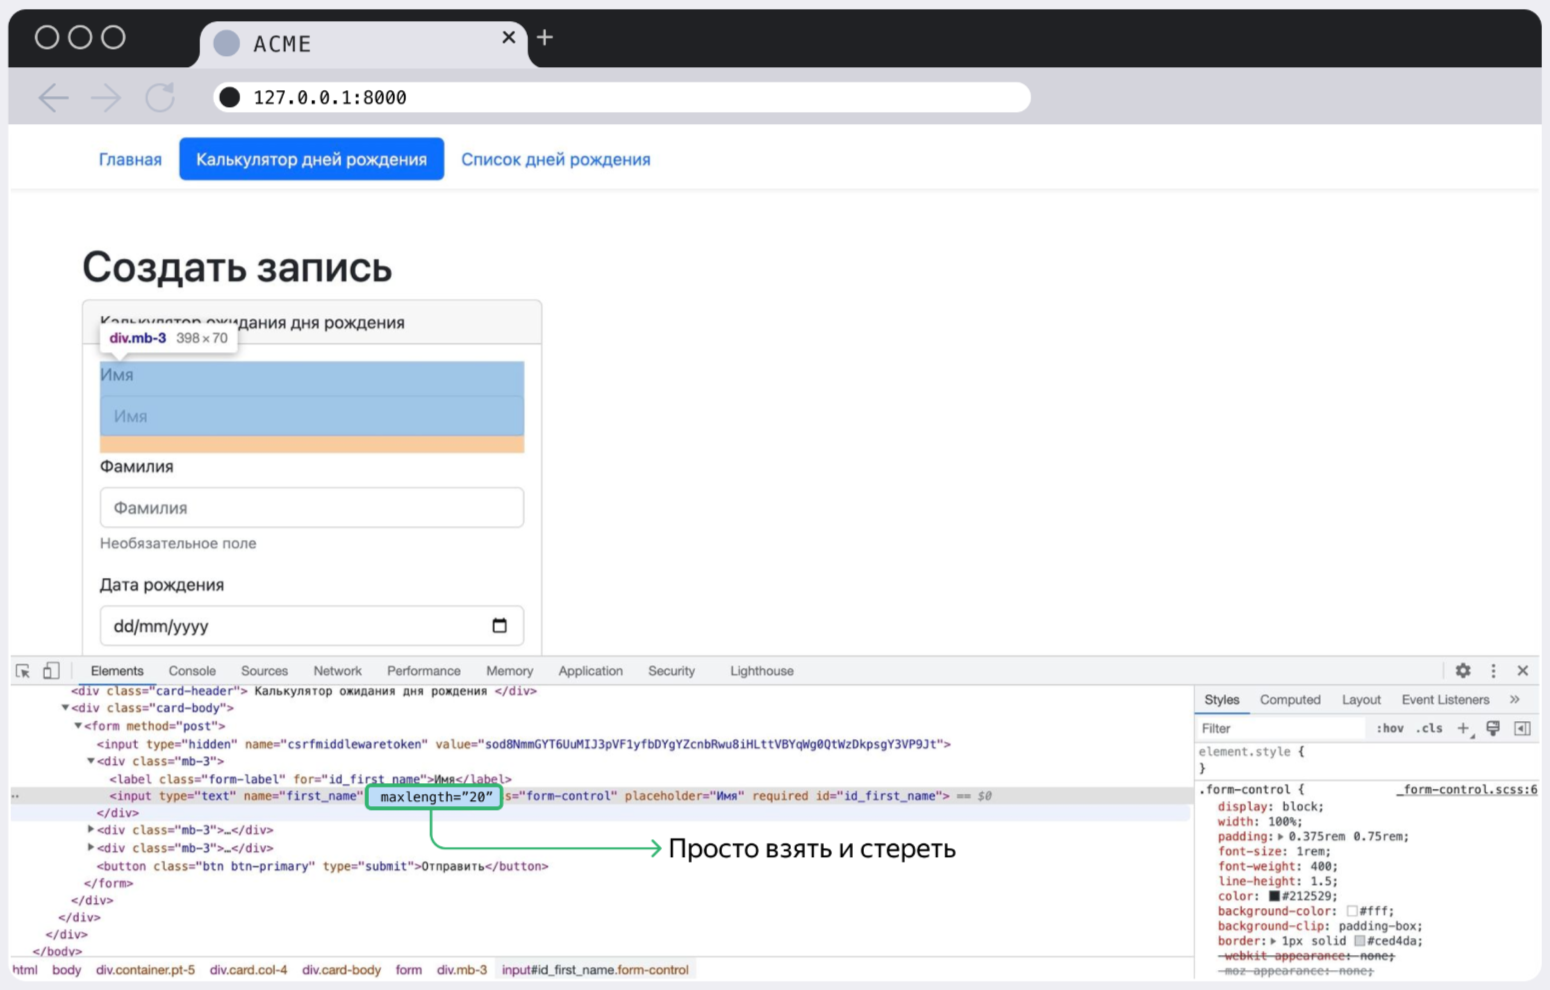 ACME
127.0.0.1:8000
Главная Калькулятор дней рождения Список дней рождения
Создать запись
Калькулятор ожидания дня рождения
div.mb-3 398 × 70
Имя
Имя
Фамилия
Фамилия
Необязательное поле
Дата рождения
dd/mm/yyyy
Elements Console Sources Network Performance Memory Application Security Lighthouse
<div class="card-header"> Калькулятор ожидания дня рождения </div>
▼<div class="card-body">
▼<form method="post">
<input type="hidden" name="csrfmiddlewaretoken" value="sod8NmmGYT6UuMIJ3pVF1yfbDYgYZcnbRwu8iHLttVBYqWg0QtWzDkpsgY3VP9Jt">
▼<div class="mb-3">
<label class="form-label" for="id_first_name">Имя</label>
<input type="text" name="first_name" maxlength="20" s="form-control" placeholder="Имя" required id="id_first_name"> == $0
</div>
▶<div class="mb-3">…</div>
▶<div class="mb-3">…</div>
Просто взять и стереть
<button class="btn btn-primary" type="submit">Отправить</button>
</form>
</div>
</div>
</div>
</body>
html body div.container.pt-5 div.card.col-4 div.card-body form div.mb-3 input#id_first_name.form-control
Styles Computed Layout Event Listeners »
Filter :hov .cls +
element.style {
}
.form-control { _form-control.scss:6
display: block;
width: 100%;
padding:▶ 0.375rem 0.75rem;
font-size: 1rem;
font-weight: 400;
line-height: 1.5;
color: #212529;
background-color: #fff;
background-clip: padding-box;
border:▶ 1px solid #ced4da;
-webkit-appearance: none;
-moz-appearance: none;